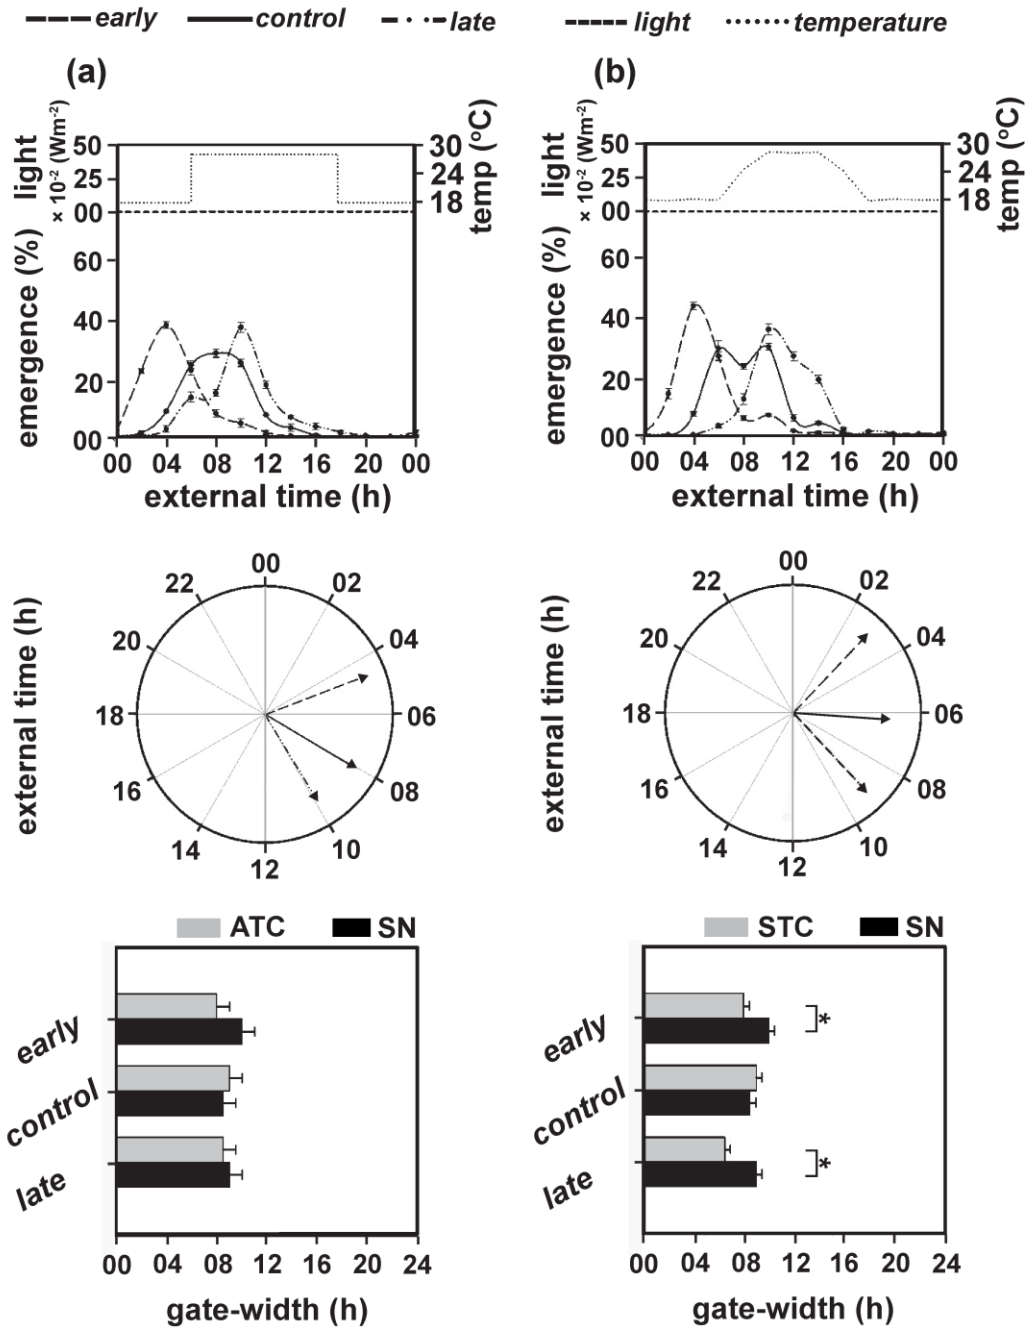 early control late light temperature
(a) (b)
light
× 10⁻² (Wm⁻²)
50
25
00
30
24
18
temp (°C)
emergence (%)
60
40
20
00
00 04 08 12 16 20 00
external time (h)
light
× 10⁻² (Wm⁻²)
50
25
00
30
24
18
temp (°C)
emergence (%)
60
40
20
00
00 04 08 12 16 20 00
external time (h)
external time (h)
00
02
04
06
08
10
12
14
16
18
20
22
external time (h)
00
02
04
06
08
10
12
14
16
18
20
22
ATC SN
early
control
late
00 04 08 12 16 20 24
gate-width (h)
STC SN
early
*
control
late
*
00 04 08 12 16 20 24
gate-width (h)